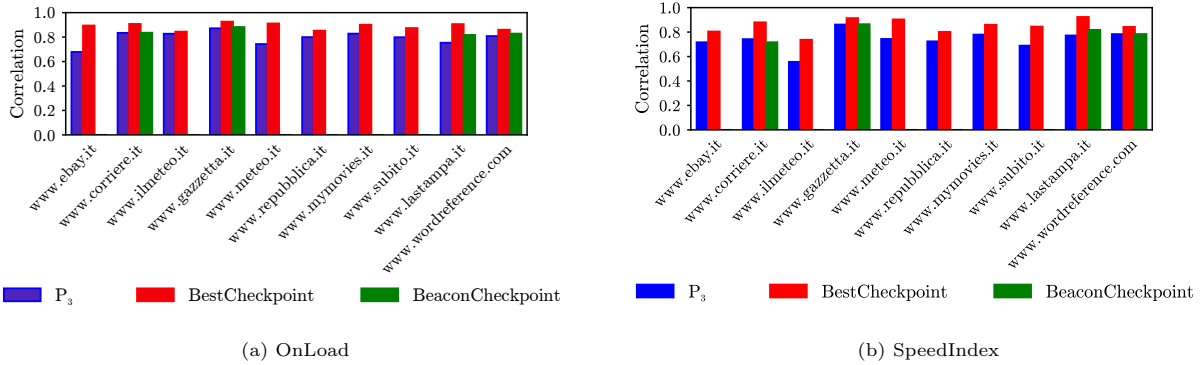 Correlation
1.0
0.8
0.6
0.4
0.2
0.0
www.ebay.it
www.corriere.it
www.ilmeteo.it
www.gazzetta.it
www.meteo.it
www.repubblica.it
www.mymovies.it
www.subito.it
www.lastampa.it
www.wordreference.com
P₃ BestCheckpoint BeaconCheckpoint
(a) OnLoad
Correlation
1.0
0.8
0.6
0.4
0.2
0.0
www.ebay.it
www.corriere.it
www.ilmeteo.it
www.gazzetta.it
www.meteo.it
www.repubblica.it
www.mymovies.it
www.subito.it
www.lastampa.it
www.wordreference.com
P₃ BestCheckpoint BeaconCheckpoint
(b) SpeedIndex